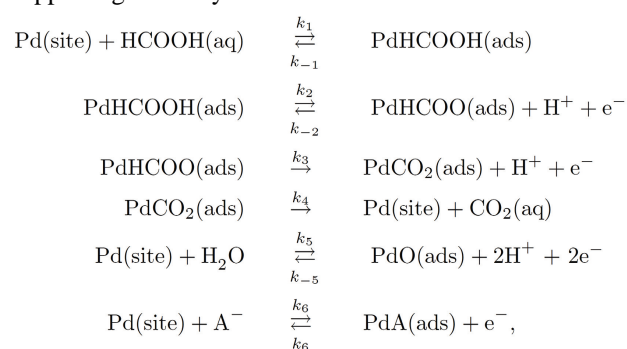 k₁
Pd(site) + HCOOH(aq) ⇄ PdHCOOH(ads)
k₋₁
k₂
PdHCOOH(ads) ⇄ PdHCOO(ads) + H⁺ + e⁻
k₋₂
k₃
PdHCOO(ads) → PdCO₂(ads) + H⁺ + e⁻
k₄
PdCO₂(ads) → Pd(site) + CO₂(aq)
k₅
Pd(site) + H₂O ⇄ PdO(ads) + 2H⁺ + 2e⁻
k₋₅
k₆
Pd(site) + A⁻ ⇄ PdA(ads) + e⁻,
k₆